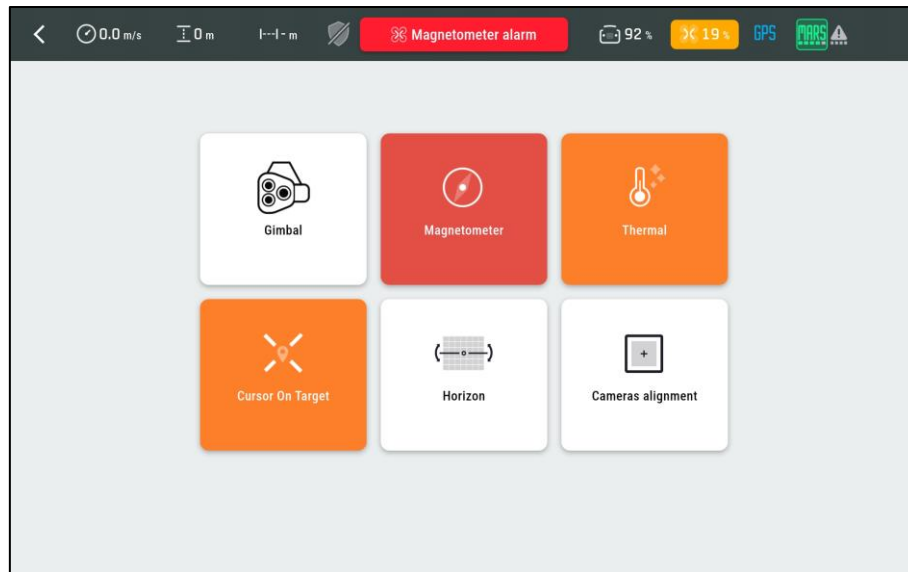 0.0 m/s
0 m
- m
Magnetometer alarm
92 %
19 %
GPS
MARS
Gimbal
Magnetometer
Thermal
Cursor On Target
Horizon
Cameras alignment